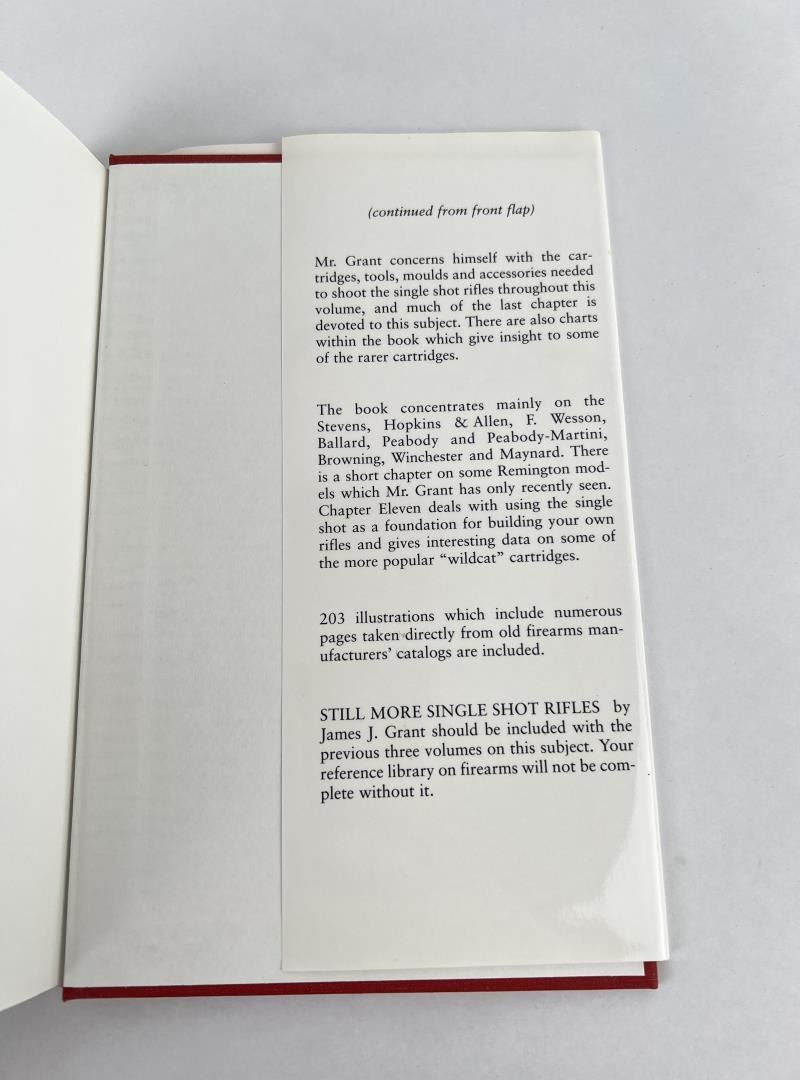 (continued from front flap)
Mr. Grant concerns himself with the car-
tridges, tools, moulds and accessories needed
to shoot the single shot rifles throughout this
volume, and much of the last chapter is
devoted to this subject. There are also charts
within the book which give insight to some
of the rarer cartridges.
The book concentrates mainly on the
Stevens, Hopkins & Allen, F. Wesson,
Ballard, Peabody and Peabody-Martini,
Browning, Winchester and Maynard. There
is a short chapter on some Remington mod-
els which Mr. Grant has only recently seen.
Chapter Eleven deals with using the single
shot as a foundation for building your own
rifles and gives interesting data on some of
the more popular “wildcat” cartridges.
203 illustrations which include numerous
pages taken directly from old firearms man-
ufacturers’ catalogs are included.
STILL MORE SINGLE SHOT RIFLES by
James J. Grant should be included with the
previous three volumes on this subject. Your
reference library on firearms will not be com-
plete without it.